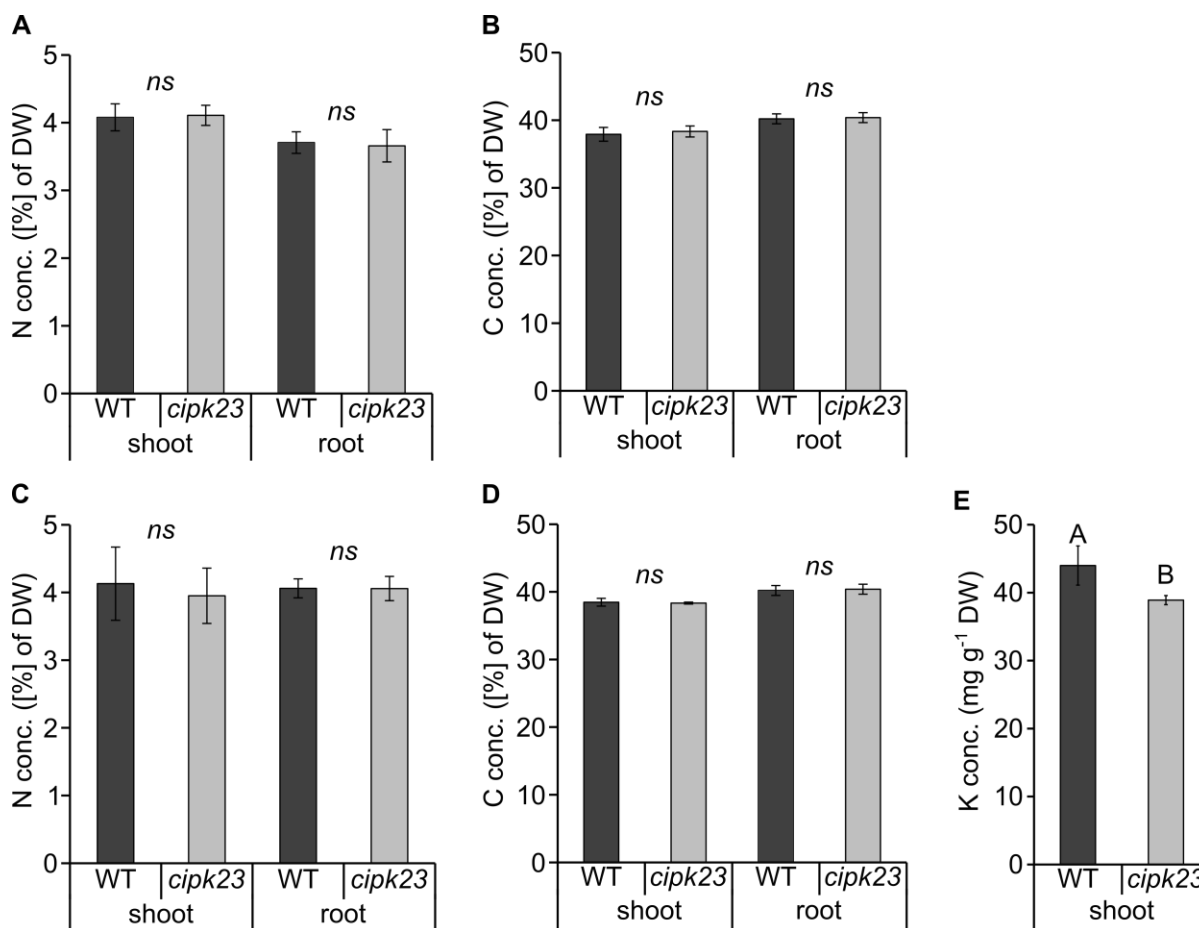 A
N conc. ([%] of DW)
5
4
3
2
1
0
ns
ns
WT
cipk23
WT
cipk23
shoot
root
B
C conc. ([%] of DW)
50
40
30
20
10
0
ns
ns
WT
cipk23
WT
cipk23
shoot
root
C
N conc. ([%] of DW)
5
4
3
2
1
0
ns
ns
WT
cipk23
WT
cipk23
shoot
root
D
C conc. ([%] of DW)
50
40
30
20
10
0
ns
ns
WT
cipk23
WT
cipk23
shoot
root
E
K conc. (mg g⁻¹ DW)
50
40
30
20
10
0
A
B
WT
cipk23
shoot